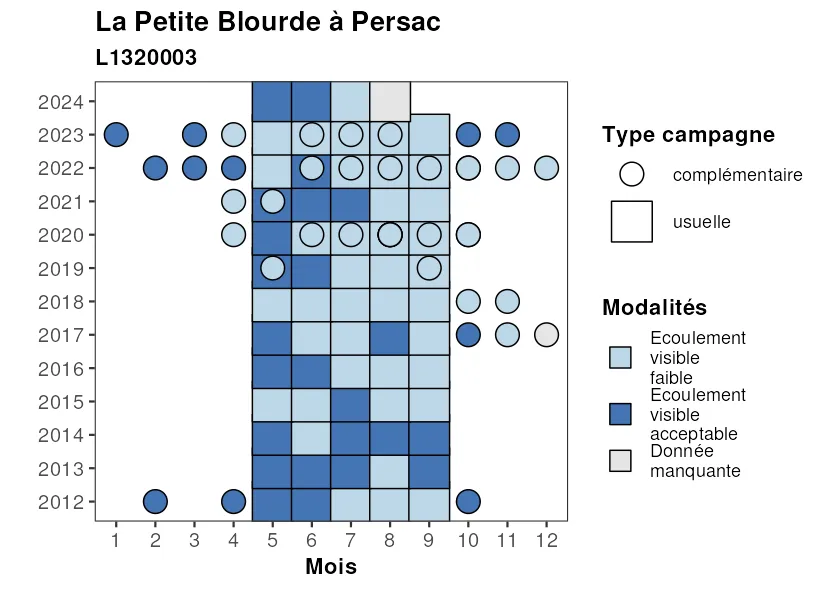 La Petite Blourde à Persac
L1320003
2024
2023
2022
2021
2020
2019
2018
2017
2016
2015
2014
2013
2012
1 2 3 4 5 6 7 8 9 10 11 12
Mois
Type campagne
complémentaire
usuelle
Modalités
Ecoulement
visible
faible
Ecoulement
visible
acceptable
Donnée
manquante